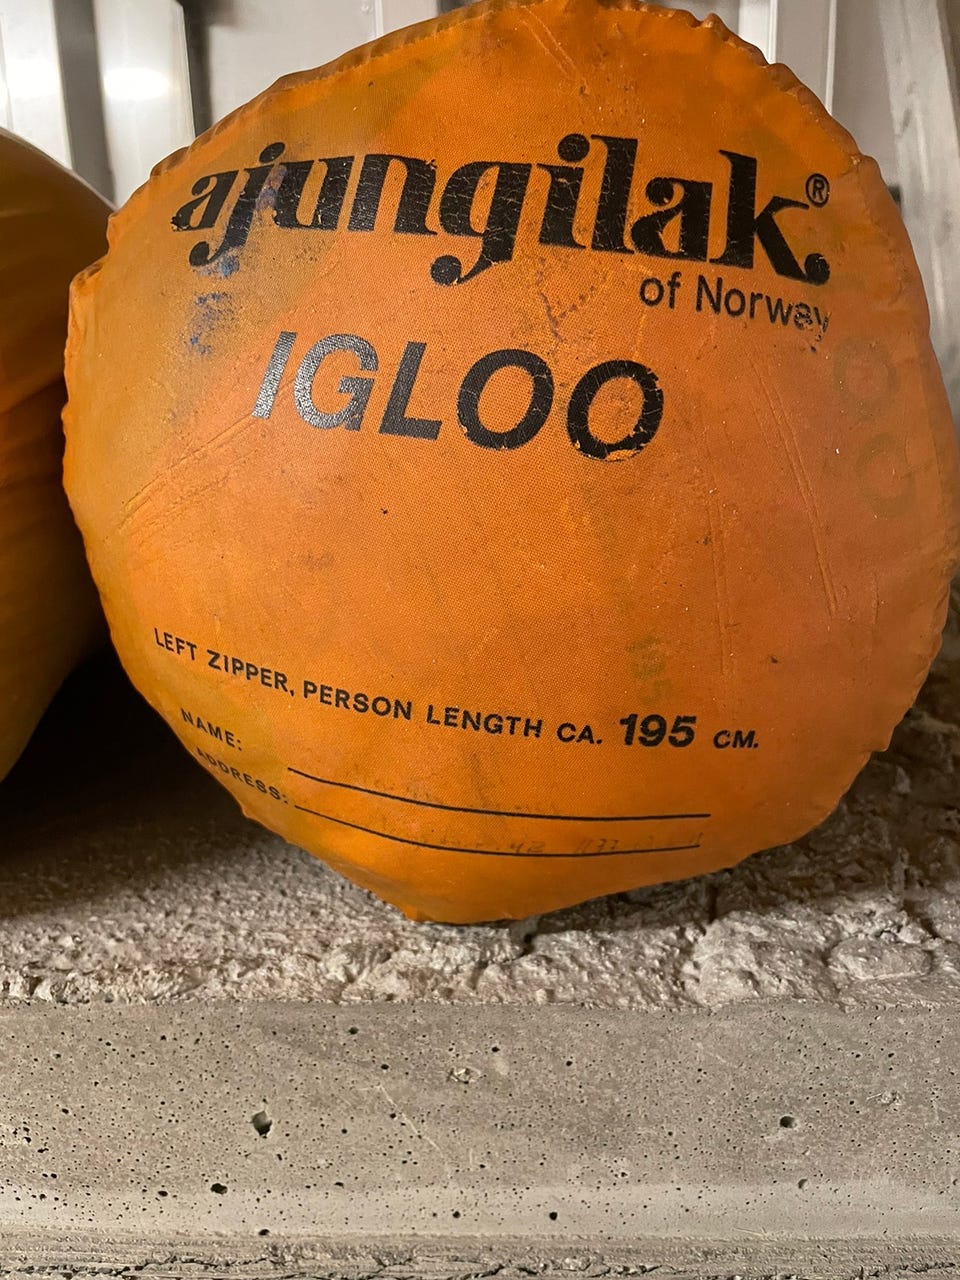 ajungilak®
of Norway
IGLOO
LEFT ZIPPER, PERSON LENGTH CA. 195 CM.
NAME:
ADDRESS: